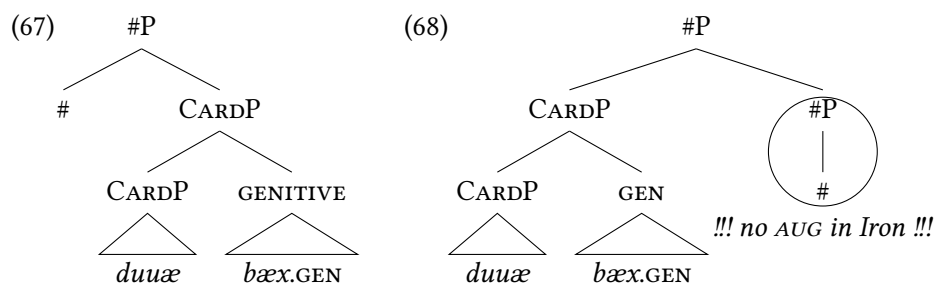 (67) #P (68) #P
# CARDP CARDP #P
CARDP GENITIVE CARDP GEN #
!!! no AUG in Iron !!!
duuæ bæx.GEN duuæ bæx.GEN